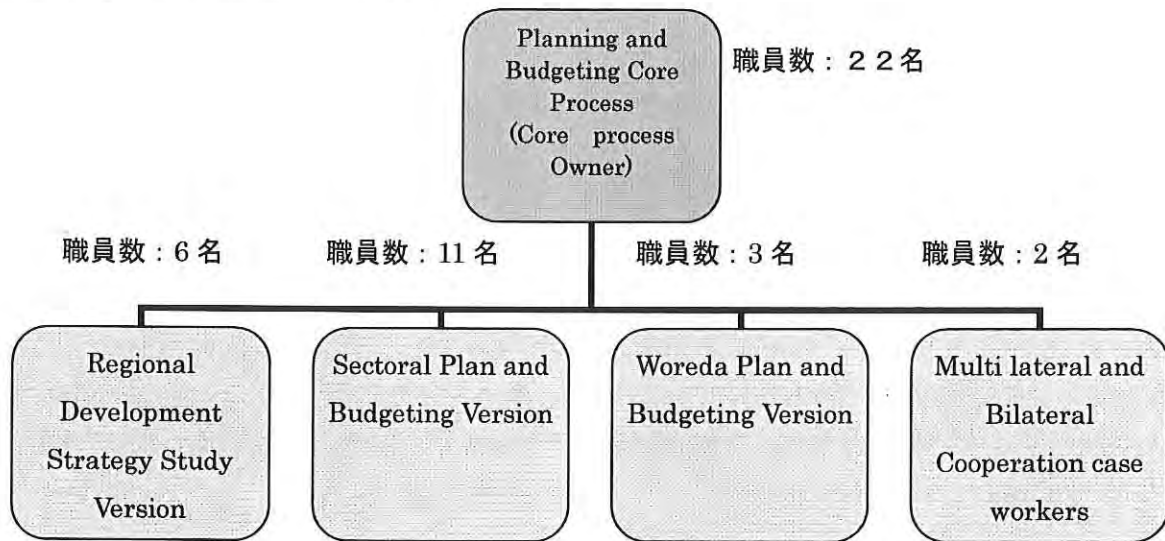 Planning and
Budgeting Core
Process
(Core process
Owner)
職員数：２２名
職員数：6 名
職員数：11 名
職員数：3 名
職員数：2 名
Regional
Development
Strategy Study
Version
Sectoral Plan and
Budgeting Version
Woreda Plan and
Budgeting Version
Multi lateral and
Bilateral
Cooperation case
workers